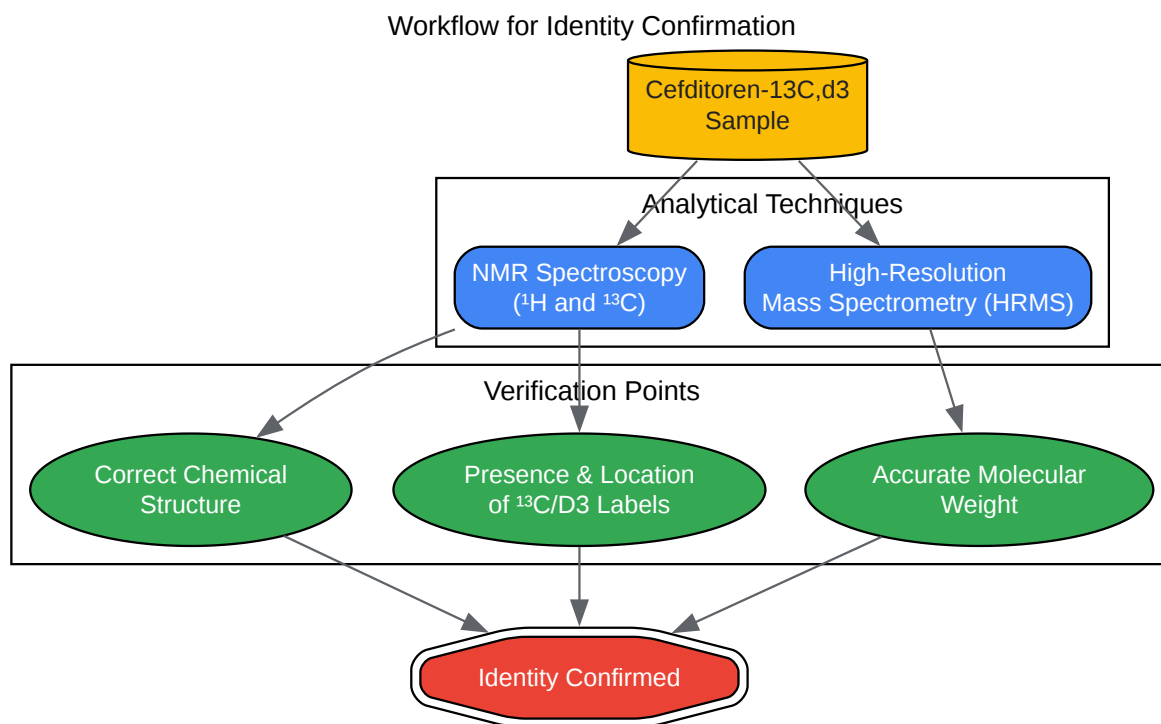 Workflow for Identity Confirmation
Cefditoren-13C,d3
Sample
Analytical Techniques
NMR Spectroscopy
(¹H and ¹³C)
High-Resolution
Mass Spectrometry (HRMS)
Verification Points
Correct Chemical
Structure
Presence & Location
of ¹³C/D3 Labels
Accurate Molecular
Weight
Identity Confirmed